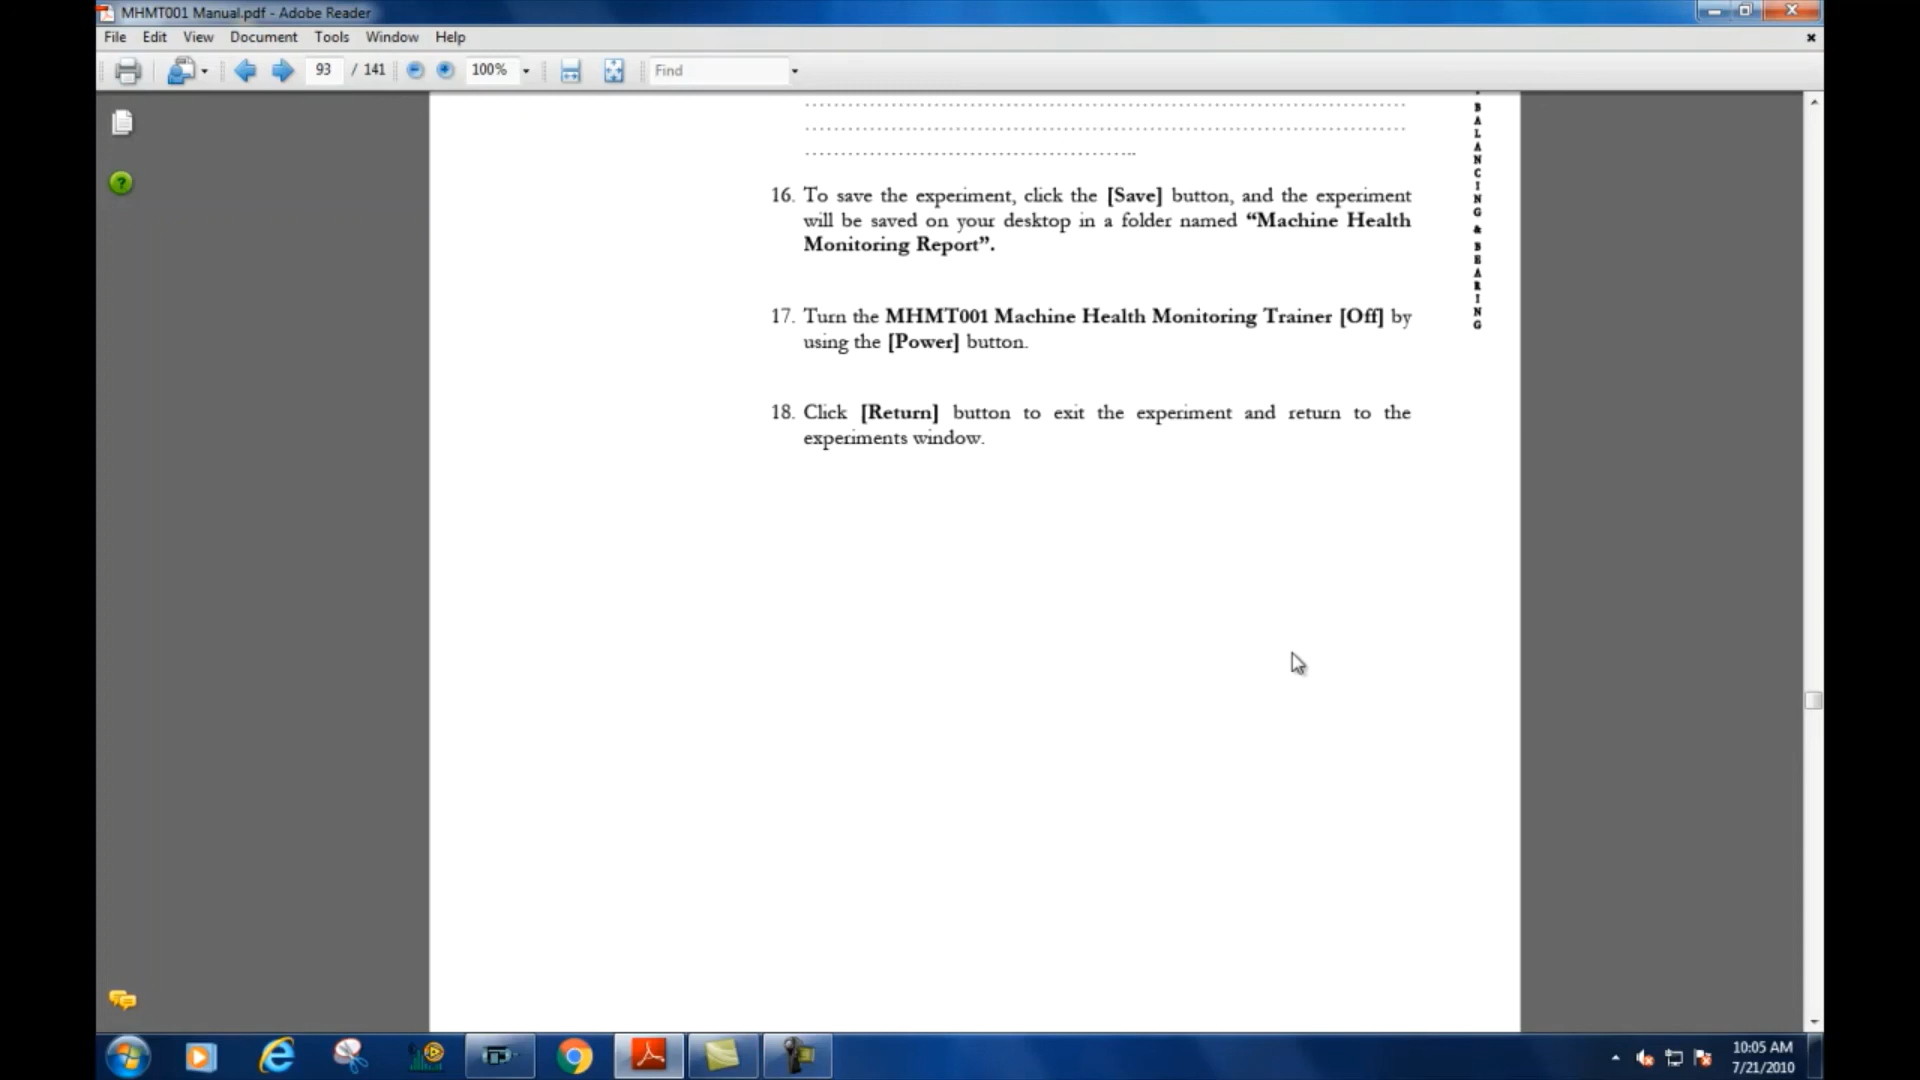 MHMT001 Manual.pdf - Adobe Reader
File Edit View Document Tools Window Help
93 / 141 100% Find
16. To save the experiment, click the [Save] button, and the experiment
will be saved on your desktop in a folder named “Machine Health
Monitoring Report”.
17. Turn the MHMT001 Machine Health Monitoring Trainer [Off] by
using the [Power] button.
18. Click [Return] button to exit the experiment and return to the
experiments window.
BALANCING & BEARING
10:05 AM
7/21/2010